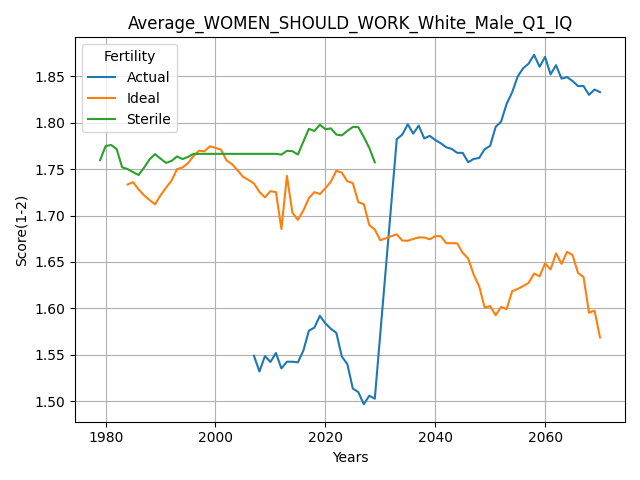 Average_WOMEN_SHOULD_WORK_White_Male_Q1_IQ
Fertility
Actual
Ideal
Sterile
Score(1-2)
1.85
1.80
1.75
1.70
1.65
1.60
1.55
1.50
1980 2000 2020 2040 2060
Years